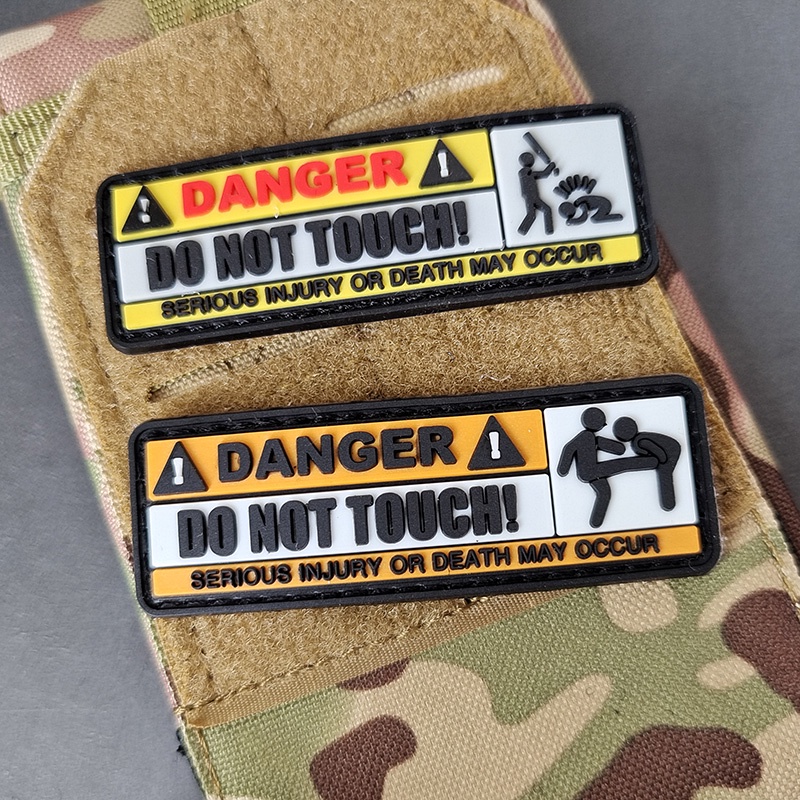 DANGER
DO NOT TOUCH!
SERIOUS INJURY OR DEATH MAY OCCUR
DANGER
DO NOT TOUCH!
SERIOUS INJURY OR DEATH MAY OCCUR